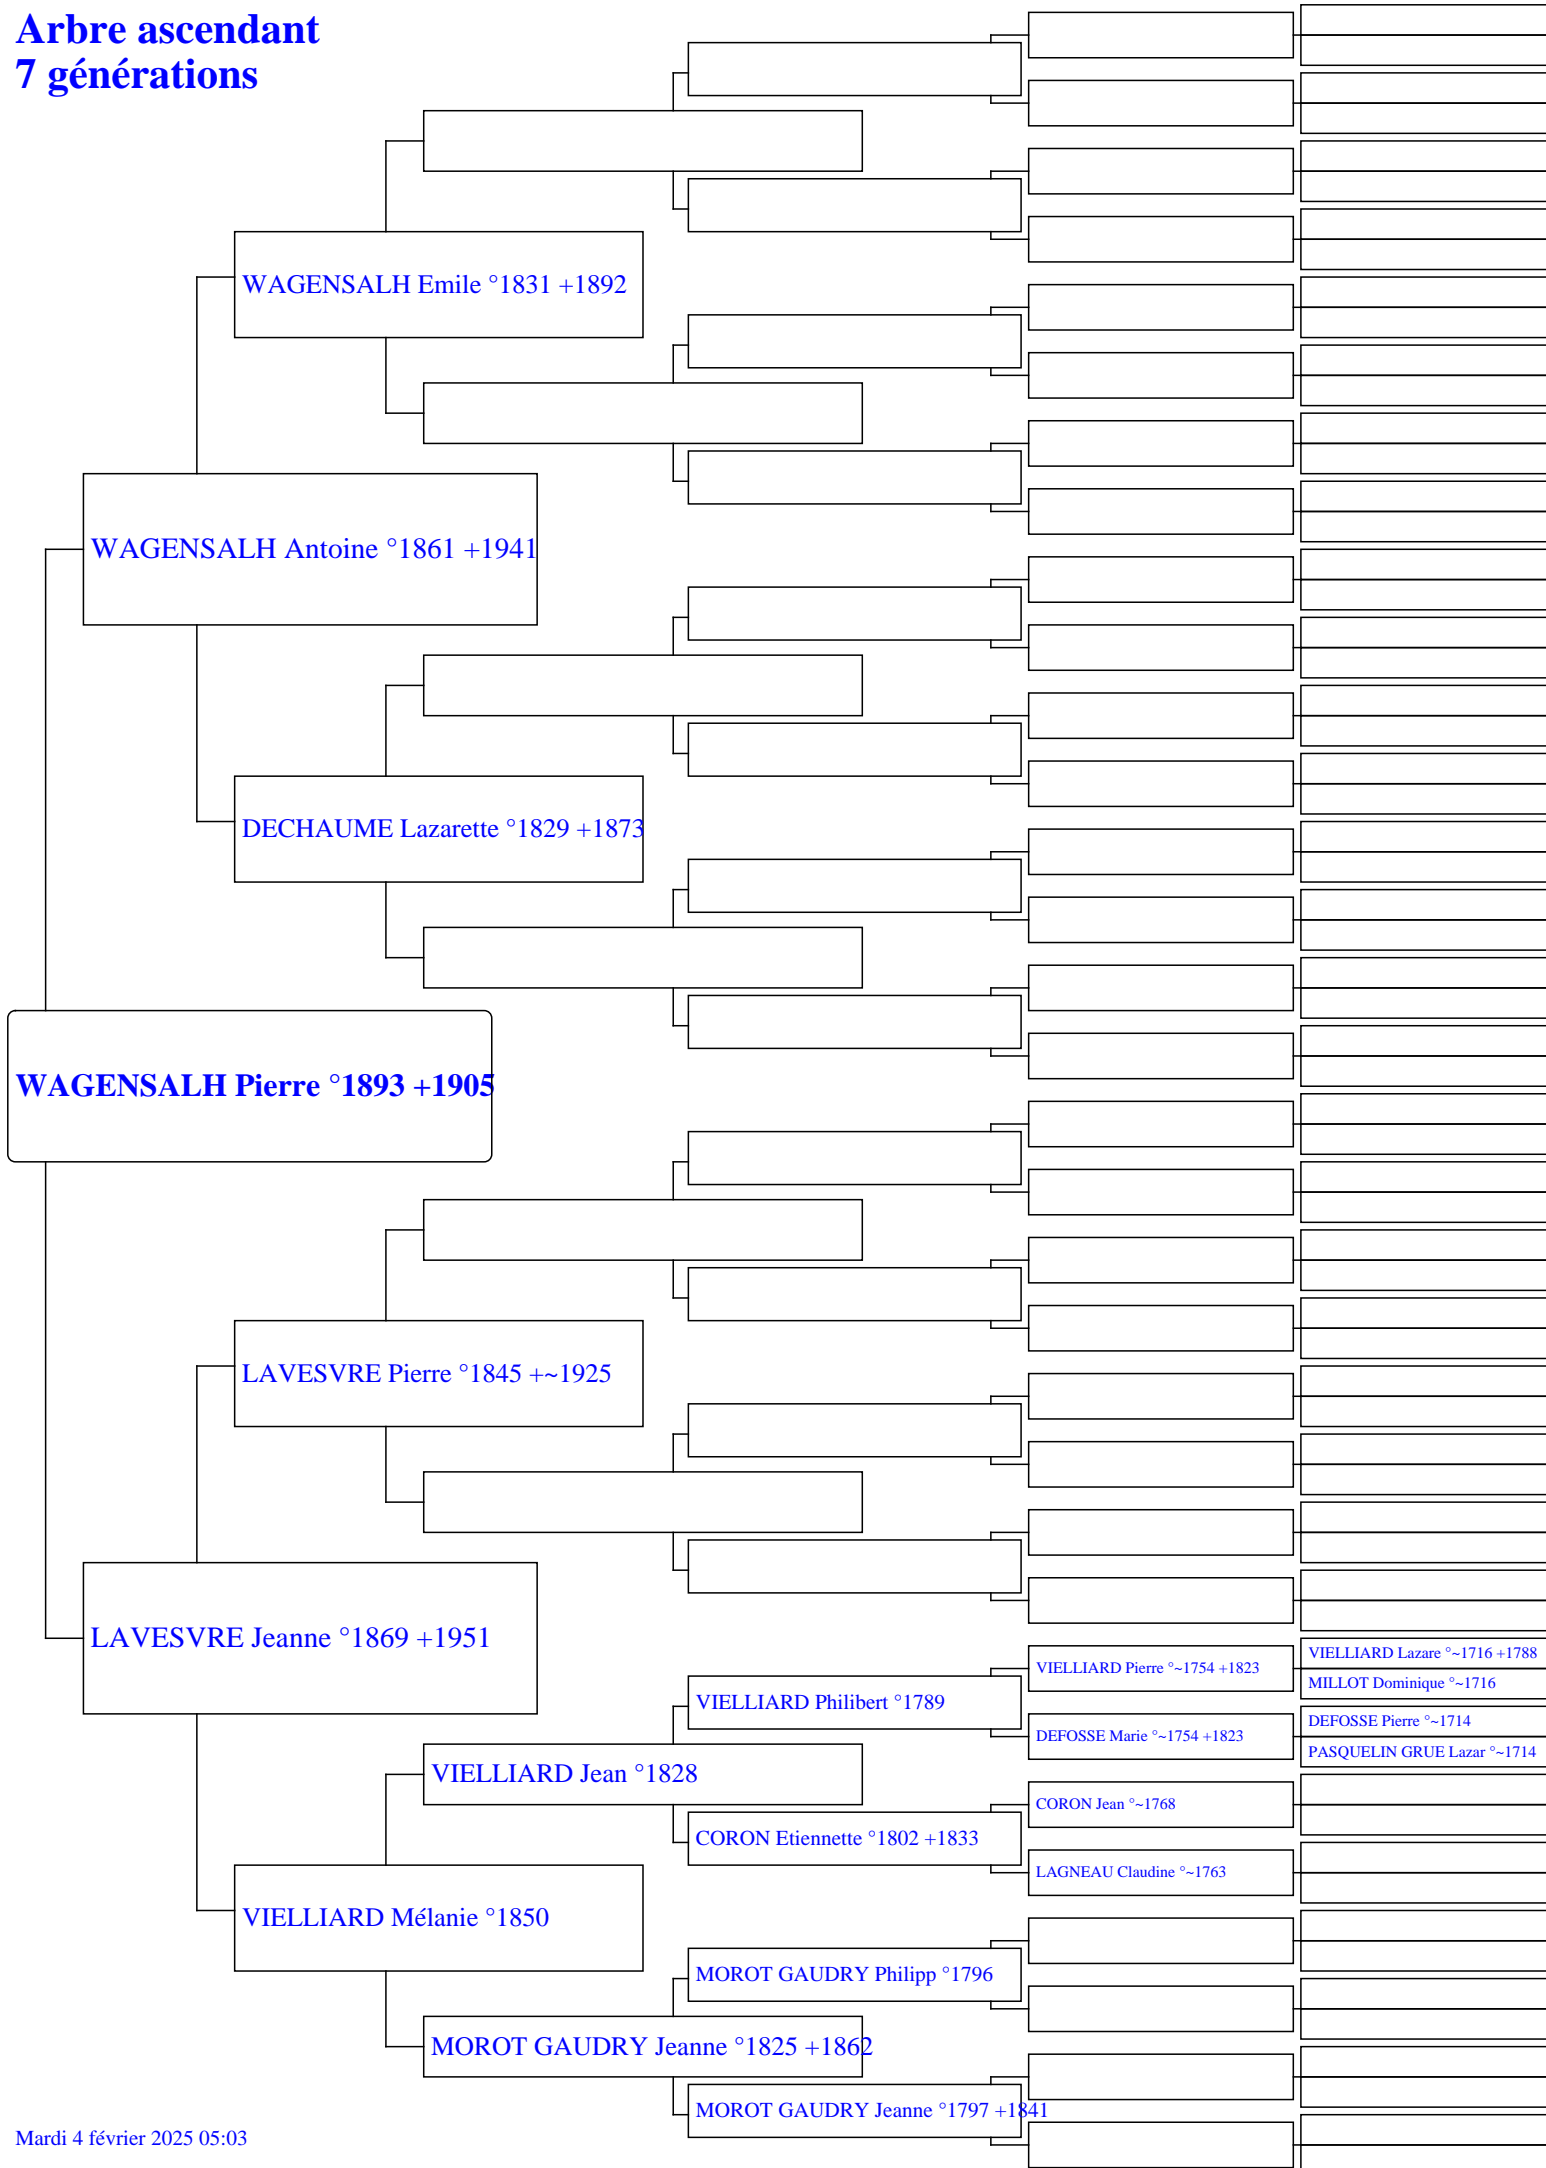 Arbre ascendant
7 générations
WAGENSALH Emile °1831 +1892
WAGENSALH Antoine °1861 +1941
DECHAUME Lazarette °1829 +1873
WAGENSALH Pierre °1893 +1905
LAVESVRE Pierre °1845 +~1925
LAVESVRE Jeanne °1869 +1951
VIELLIARD Lazare °~1716 +1788
VIELLIARD Pierre °~1754 +1823
MILLOT Dominique °~1716
VIELLIARD Philibert °1789
DEFOSSE Pierre °~1714
DEFOSSE Marie °~1754 +1823
PASQUELIN GRUE Lazar °~1714
VIELLIARD Jean °1828
CORON Jean °~1768
CORON Etiennette °1802 +1833
LAGNEAU Claudine °~1763
VIELLIARD Mélanie °1850
MOROT GAUDRY Philipp °1796
MOROT GAUDRY Jeanne °1825 +1862
MOROT GAUDRY Jeanne °1797 +1841
Mardi 4 février 2025 05:03